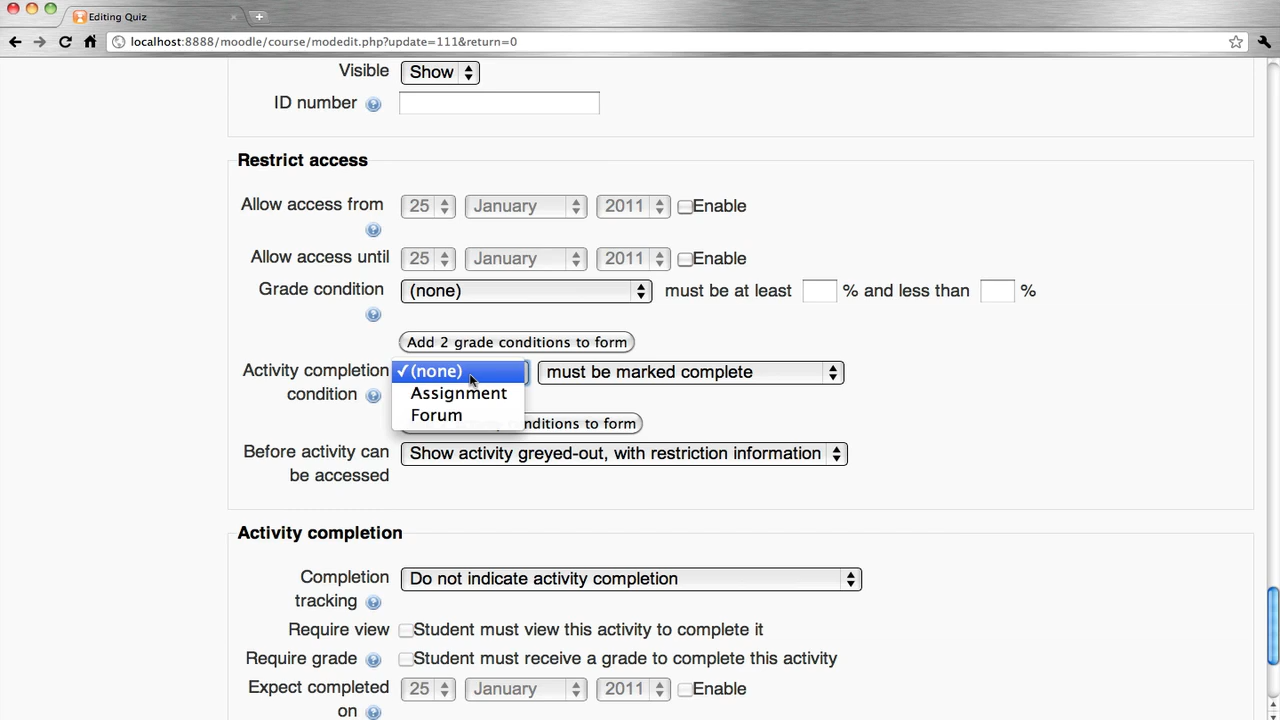 Editing Quiz
localhost:8888/moodle/course/modedit.php?update=111&return=0
Visible Show
ID number
Restrict access
Allow access from 25 January 2011 Enable
Allow access until 25 January 2011 Enable
Grade condition (none) must be at least % and less than %
Add 2 grade conditions to form
Activity completion condition (none) must be marked complete
Assignment
Forum
nditions to form
Before activity can be accessed Show activity greyed-out, with restriction information
Activity completion
Completion tracking Do not indicate activity completion
Require view Student must view this activity to complete it
Require grade Student must receive a grade to complete this activity
Expect completed on 25 January 2011 Enable